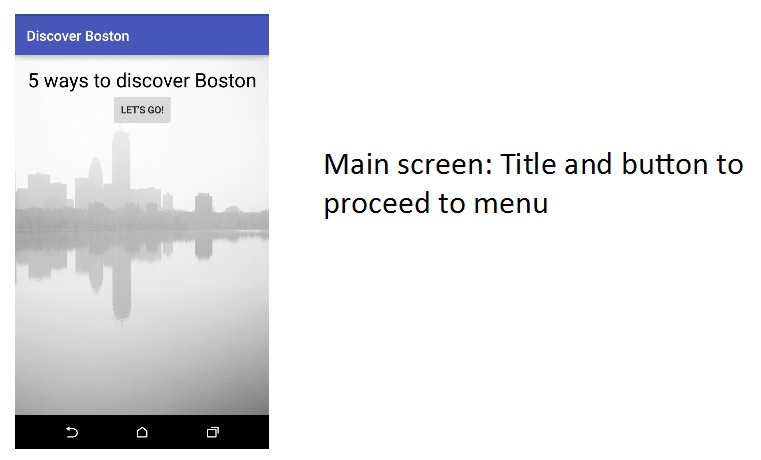 Discover Boston
5 ways to discover Boston
LET'S GO!
Main screen: Title and button to
proceed to menu